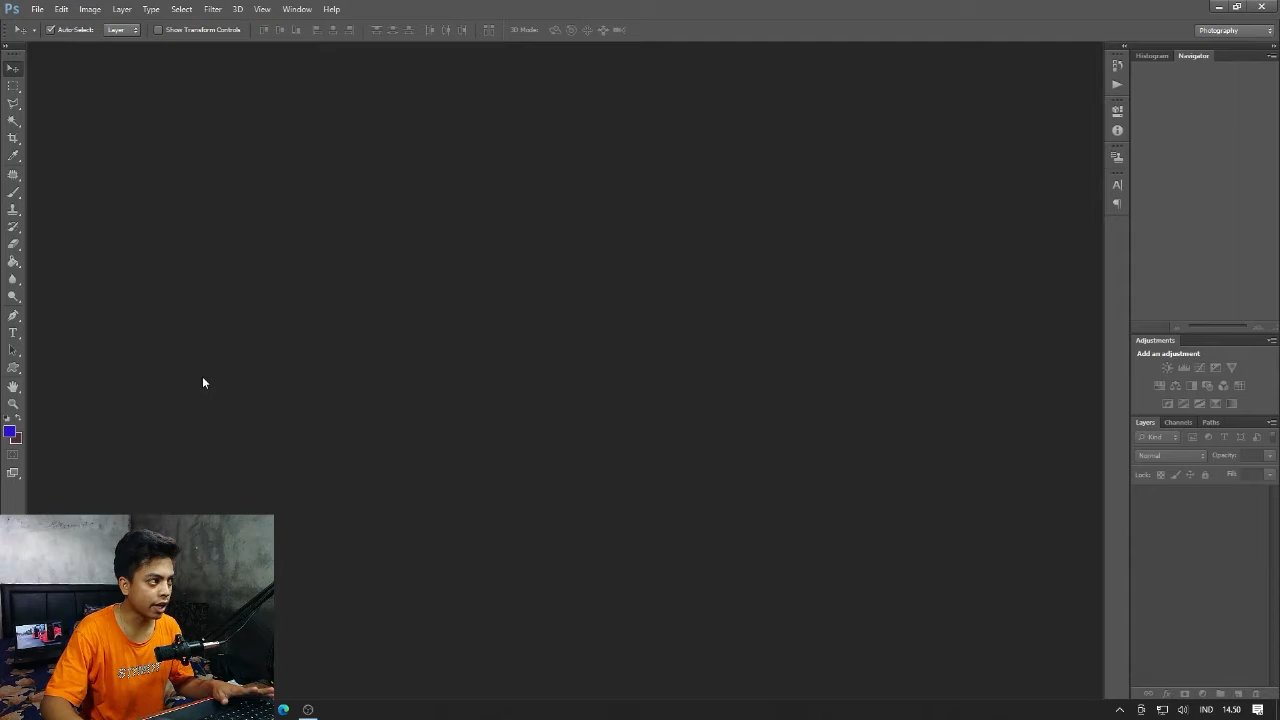 Ps File Edit Image Layer Type Select Filter 3D View Window Help
Auto-Select: Layer Show Transform Controls 3D Mode: Photography
Histogram Navigator
Adjustments
Add an adjustment
Layers Channels Paths
Kind
Normal Opacity:
Lock: Fill:
IND 14.50